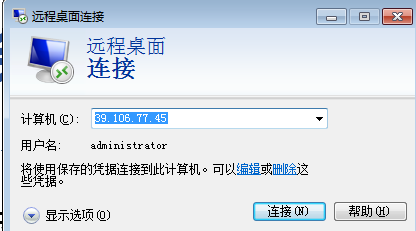 远程桌面连接
远程桌面
连接
计算机(C):
39.106.77.45
用户名:
administrator
将使用保存的凭据连接到此计算机。可以编辑或删除这
些凭据。
显示选项(O)
连接(N)
帮助(H)